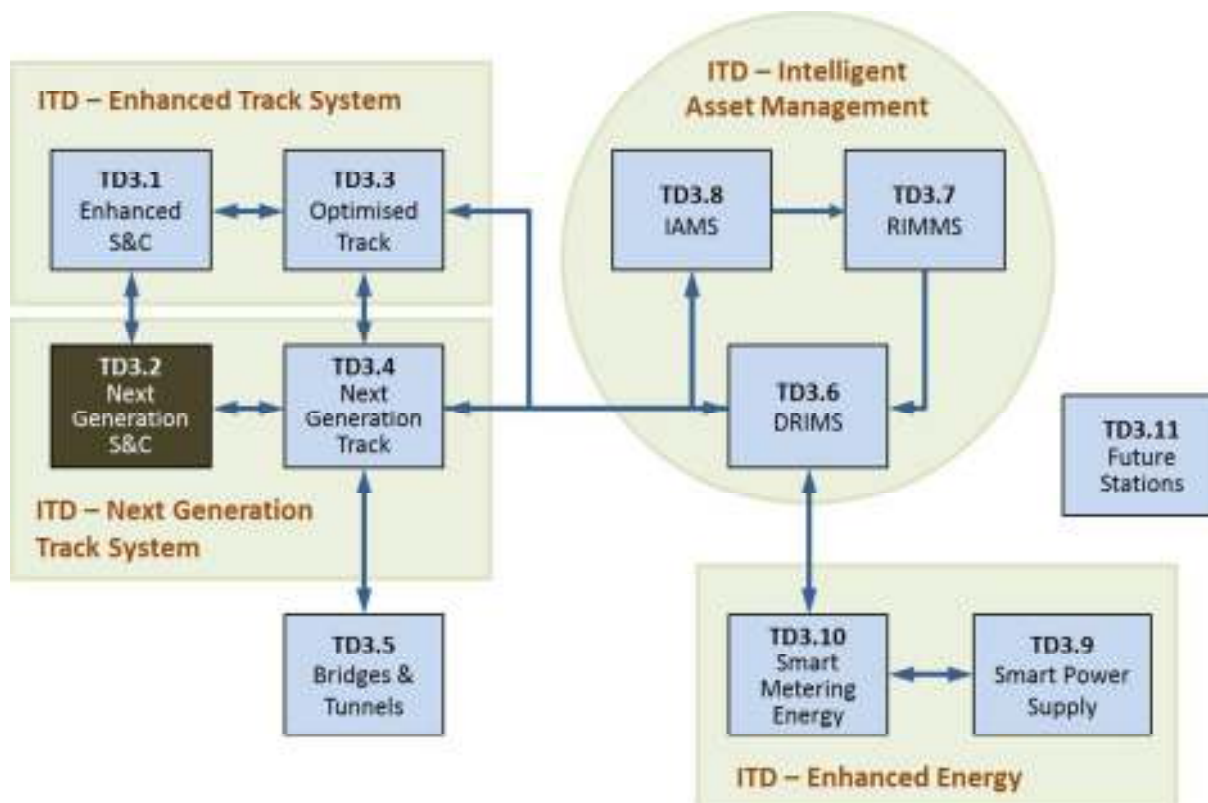 ITD – Enhanced Track System
TD3.1
Enhanced
S&C
TD3.3
Optimised
Track
TD3.2
Next
Generation
S&C
TD3.4
Next
Generation
Track
ITD – Next Generation
Track System
TD3.5
Bridges &
Tunnels
ITD – Intelligent
Asset Management
TD3.8
IAMS
TD3.7
RIMMS
TD3.6
DRIMS
TD3.11
Future
Stations
TD3.10
Smart
Metering
Energy
TD3.9
Smart Power
Supply
ITD – Enhanced Energy